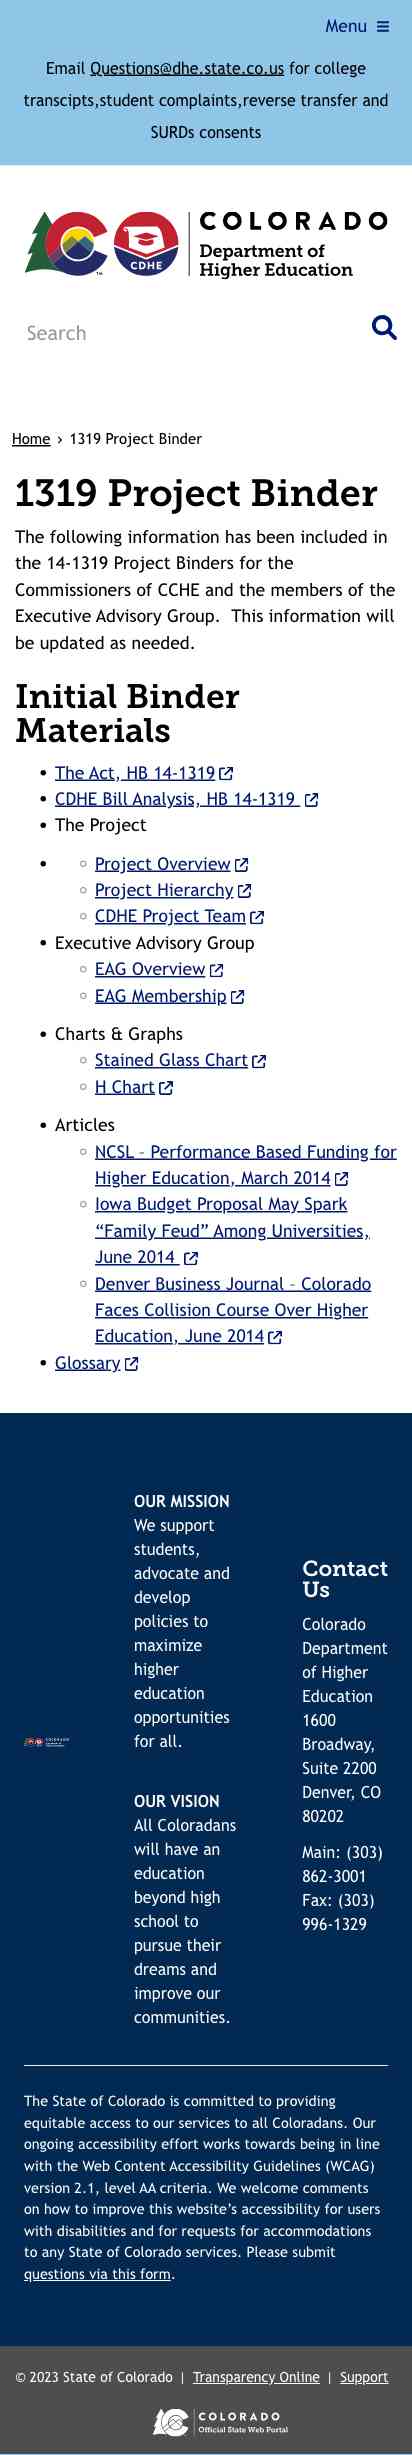 Menu
Email Questions@dhe.state.co.us for college
transcipts,student complaints,reverse transfer and
SURDs consents
COLORADO
Department of
Higher Education
CDHE
TM
Search
Home › 1319 Project Binder
1319 Project Binder
The following information has been included in
the 14-1319 Project Binders for the
Commissioners of CCHE and the members of the
Executive Advisory Group.  This information will
be updated as needed.
Initial Binder
Materials
• The Act, HB 14-1319
• CDHE Bill Analysis, HB 14-1319
• The Project
• ◦ Project Overview
◦ Project Hierarchy
◦ CDHE Project Team
• Executive Advisory Group
◦ EAG Overview
◦ EAG Membership
• Charts & Graphs
◦ Stained Glass Chart
◦ H Chart
• Articles
◦ NCSL – Performance Based Funding for
Higher Education, March 2014
◦ Iowa Budget Proposal May Spark
“Family Feud” Among Universities,
June 2014
◦ Denver Business Journal – Colorado
Faces Collision Course Over Higher
Education, June 2014
• Glossary
OUR MISSION
We support
students,
advocate and
develop
policies to
maximize
higher
education
opportunities
for all.
OUR VISION
All Coloradans
will have an
education
beyond high
school to
pursue their
dreams and
improve our
communities.
Contact
Us
Colorado
Department
of Higher
Education
1600
Broadway,
Suite 2200
Denver, CO
80202
Main: (303)
862-3001
Fax: (303)
996-1329
The State of Colorado is committed to providing
equitable access to our services to all Coloradans. Our
ongoing accessibility effort works towards being in line
with the Web Content Accessibility Guidelines (WCAG)
version 2.1, level AA criteria. We welcome comments
on how to improve this website’s accessibility for users
with disabilities and for requests for accommodations
to any State of Colorado services. Please submit
questions via this form.
© 2023 State of Colorado | Transparency Online | Support
COLORADO
Official State Web Portal